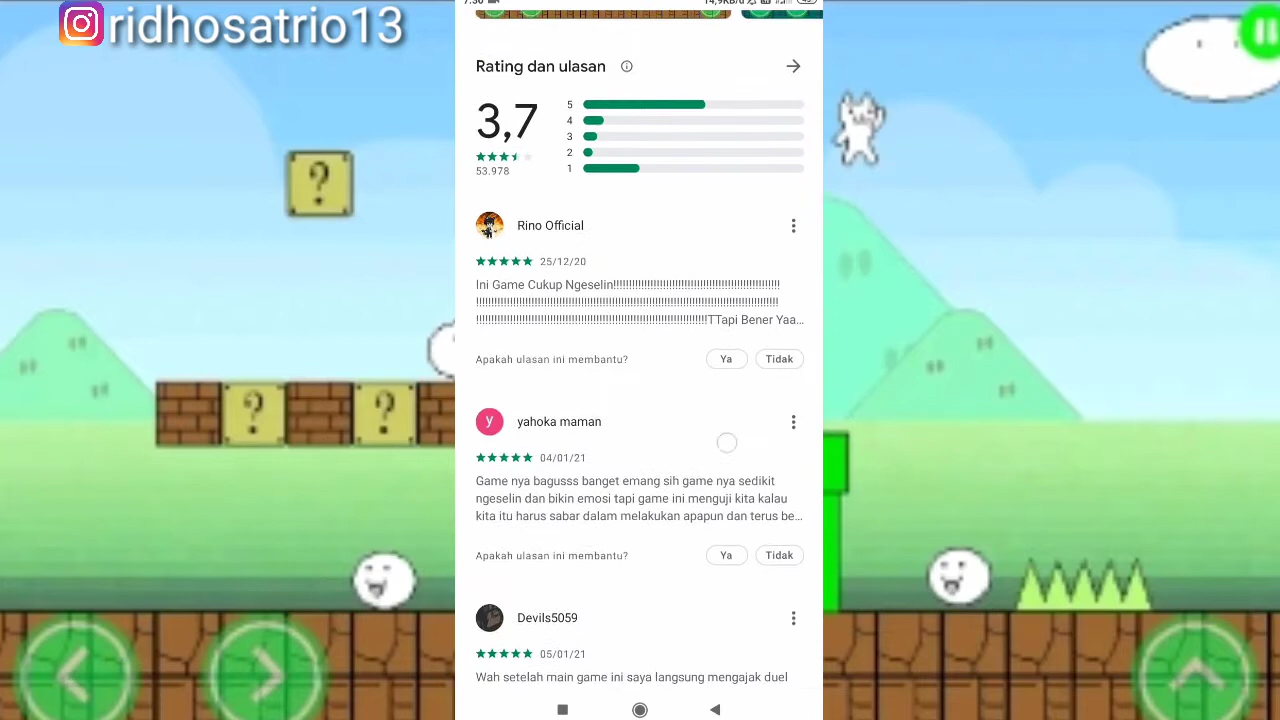 ridhosatrio13
Rating dan ulasan
3,7
53.978
5
4
3
2
1
Rino Official
25/12/20
Ini Game Cukup Ngeselin!!!!!!!!!!!!!!!!!!!!!!!!!!!!!!!!!!!!!!!!!!!!!!!!!!!!
!!!!!!!!!!!!!!!!!!!!!!!!!!!!!!!!!!!!!!!!!!!!!!!!!!!!!!!!!!!!!!!!!!!!!!!!!!!!!!!!!!!!!!!!!!!!
!!!!!!!!!!!!!!!!!!!!!!!!!!!!!!!!!!!!!!!!!!!!!!!!!!!!!!!!!!!!!!!!!!!!!!TTapi Bener Yaa...
Apakah ulasan ini membantu?
Ya
Tidak
y
yahoka maman
04/01/21
Game nya bagusss banget emang sih game nya sedikit
ngeselin dan bikin emosi tapi game ini menguji kita kalau
kita itu harus sabar dalam melakukan apapun dan terus be...
Apakah ulasan ini membantu?
Ya
Tidak
Devils5059
05/01/21
Wah setelah main game ini saya langsung mengajak duel